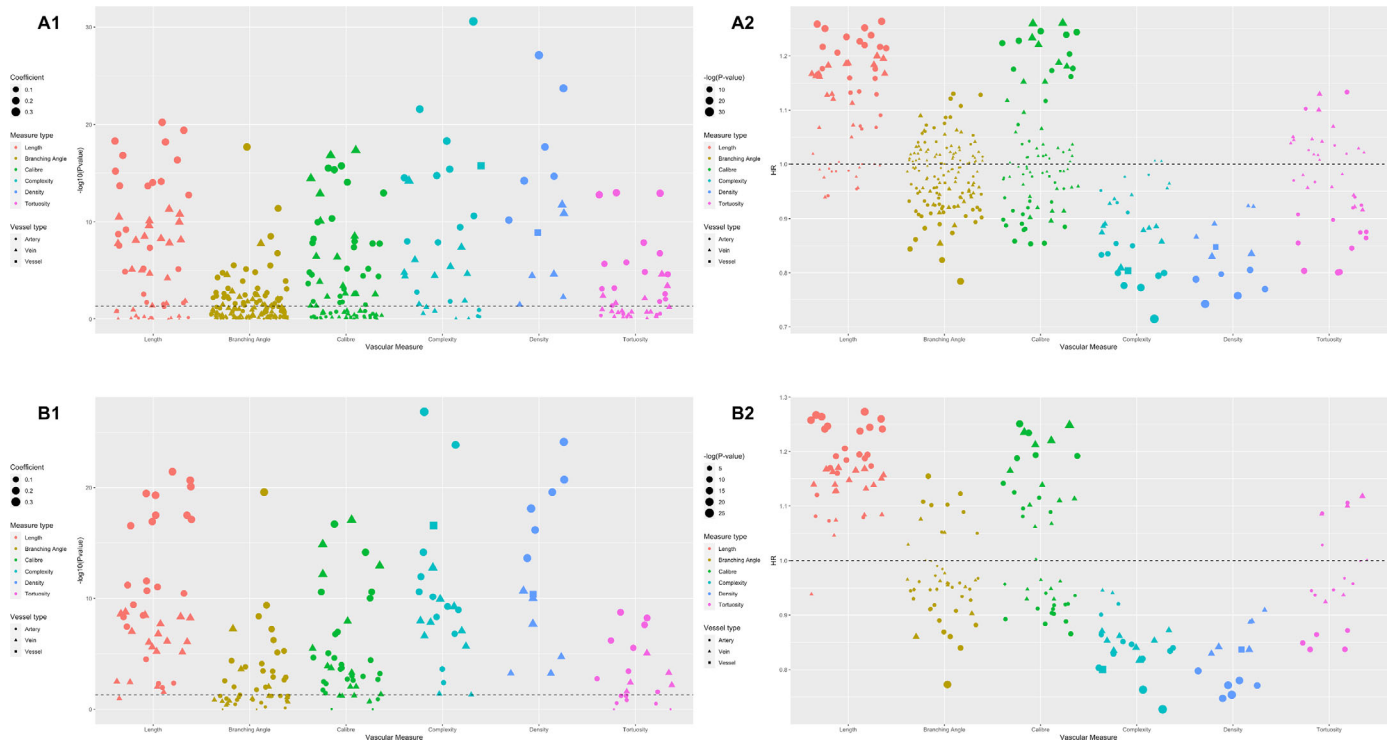 A1
Coefficient
0.1
0.2
0.3
Measure type
Length
Branching Angle
Calibre
Complexity
Density
Tortuosity
Vessel type
Artery
Vein
Vessel
-log10(Pvalue)
30
20
10
0
Length
Branching Angle
Calibre
Complexity
Density
Tortuosity
Vascular Measure
A2
-log(P-value)
10
20
30
Measure type
Length
Branching Angle
Calibre
Complexity
Density
Tortuosity
Vessel type
Artery
Vein
Vessel
HR
1.2
1.1
1.0
0.9
0.8
0.7
Length
Branching Angle
Calibre
Complexity
Density
Tortuosity
Vascular Measure
B1
Coefficient
0.1
0.2
0.3
Measure type
Length
Branching Angle
Calibre
Complexity
Density
Tortuosity
Vessel type
Artery
Vein
Vessel
-log10(Pvalue)
20
10
0
Length
Branching Angle
Calibre
Complexity
Density
Tortuosity
Vascular Measure
B2
-log(P-value)
5
10
15
20
25
Measure type
Length
Branching Angle
Calibre
Complexity
Density
Tortuosity
Vessel type
Artery
Vein
Vessel
HR
1.3
1.2
1.1
1.0
0.9
0.8
Length
Branching Angle
Calibre
Complexity
Density
Tortuosity
Vascular Measure